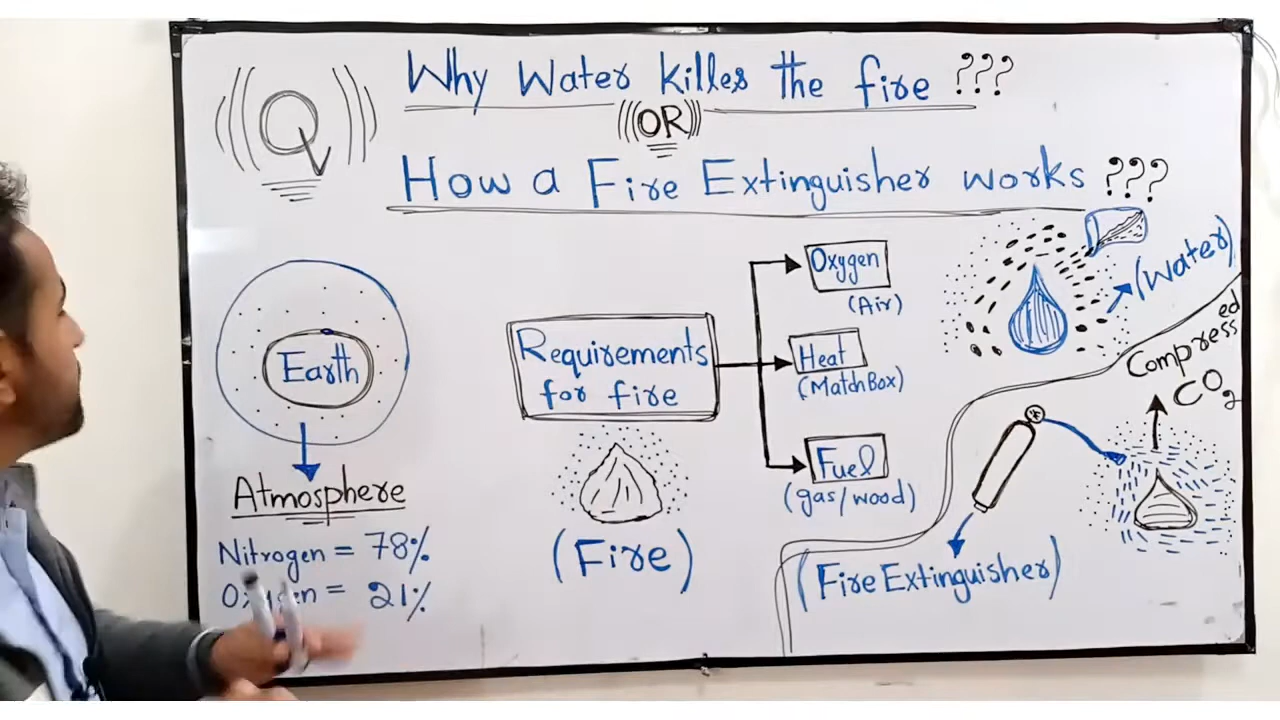 Q
Why Water killes the fire ???
OR
How a Fire Extinguisher works ???
Earth
Atmosphere
Nitrogen = 78%
Oxygen = 21%
Requirements
for fire
(Fire)
Oxygen
(Air)
Heat
(MatchBox)
Fuel
(gas/wood)
(Water)
Compressed
CO2
(Fire Extinguisher)